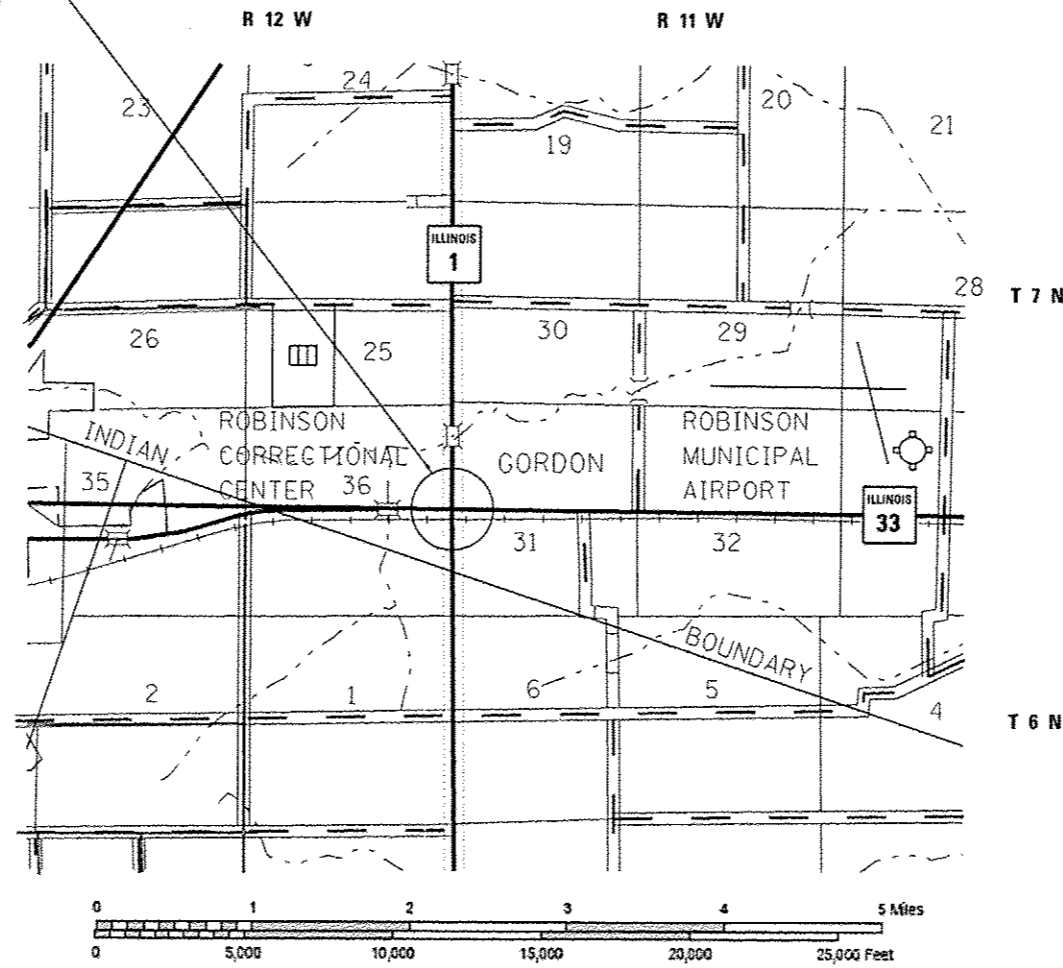 R 12 W
R 11 W
24
23
20
21
19
ILLINOIS
1
28
T 7 N
30
29
26
25
ROBINSON
CORRECTIONAL
CENTER
INDIAN
GORDON
ROBINSON
MUNICIPAL
AIRPORT
35
36
ILLINOIS
33
31
32
BOUNDARY
2
1
6
5
4
T 6 N
0 1 2 3 4 5 Miles
0 5,000 10,000 15,000 20,000 25,000 Feet